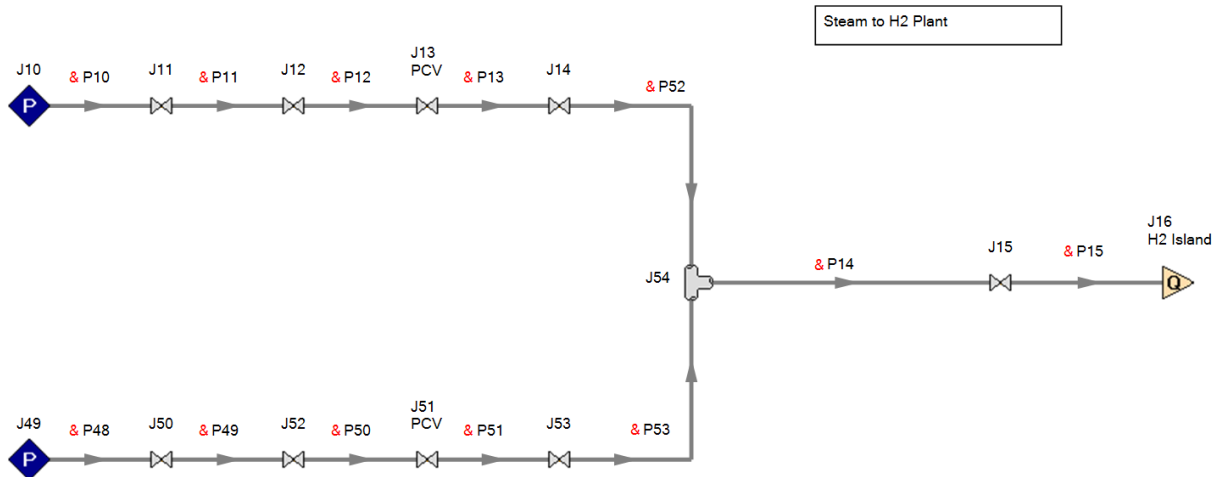 Steam to H2 Plant
J10
& P10
J11
& P11
J12
& P12
J13
PCV
& P13
J14
& P52
P
J54
& P14
J15
& P15
J16
H2 Island
Q
J49
& P48
J50
& P49
J52
& P50
J51
PCV
& P51
J53
& P53
P